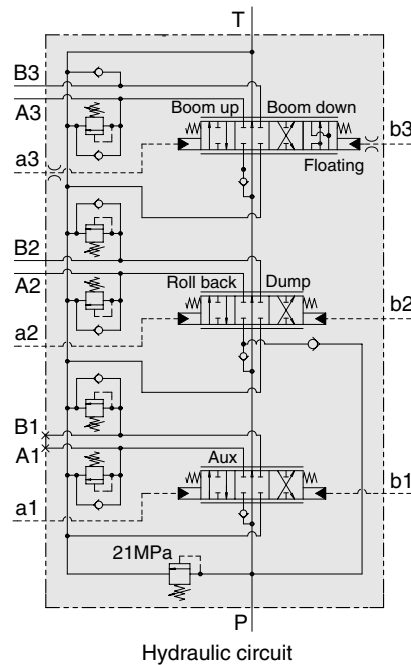 T
B3
A3
Boom up Boom down
a3
b3
Floating
B2
A2
Roll back Dump
a2
b2
B1
A1
Aux
a1
b1
21MPa
P
Hydraulic circuit